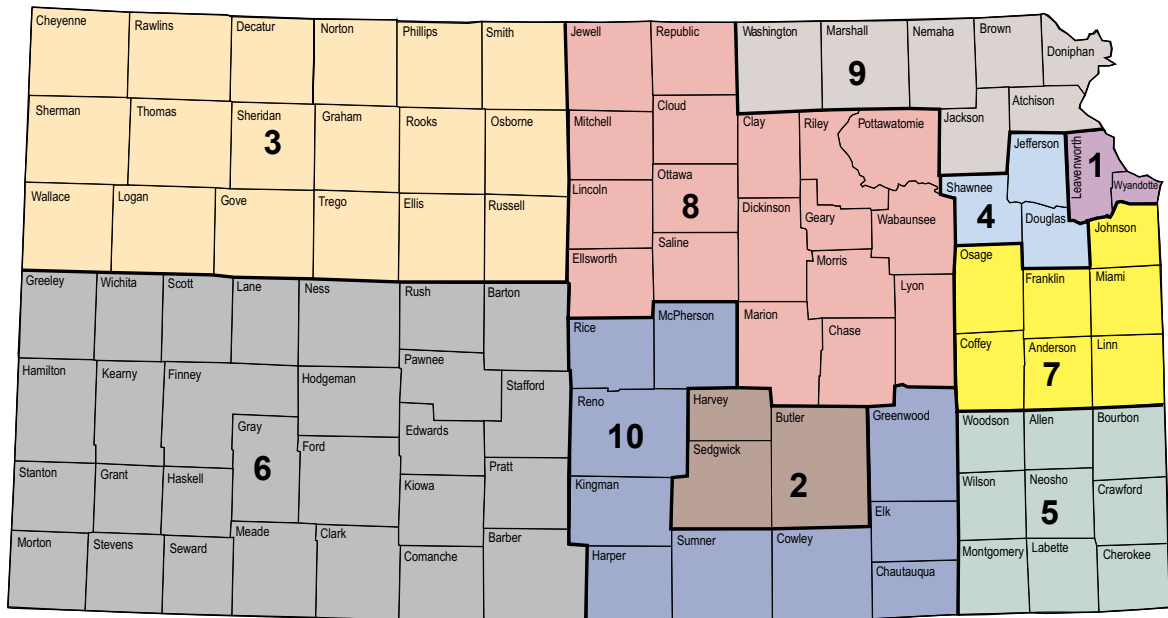 Cheyenne
Rawlins
Decatur
Norton
Phillips
Smith
Jewell
Republic
Washington
Marshall
Nemaha
Brown
Doniphan
9
Sherman
Thomas
Sheridan
Graham
Rooks
Osborne
Mitchell
Cloud
Clay
Riley
Pottawatomie
Jackson
Atchison
3
Jefferson
Leavenworth
1
Wyandotte
Wallace
Logan
Gove
Trego
Ellis
Russell
Lincoln
Ottawa
8
Dickinson
Geary
Wabaunsee
Shawnee
4
Douglas
Johnson
Ellsworth
Saline
Morris
Lyon
Osage
Franklin
Miami
Greeley
Wichita
Scott
Lane
Ness
Rush
Barton
Rice
McPherson
Marion
Chase
Coffey
Anderson
Linn
7
Hamilton
Kearny
Finney
Hodgeman
Pawnee
Stafford
Reno
10
Harvey
Butler
Greenwood
Woodson
Allen
Bourbon
Gray
6
Ford
Edwards
Sedgwick
2
Stanton
Grant
Haskell
Kiowa
Pratt
Kingman
Elk
Wilson
Neosho
5
Crawford
Morton
Stevens
Seward
Meade
Clark
Comanche
Barber
Harper
Sumner
Cowley
Chautauqua
Montgomery
Labette
Cherokee